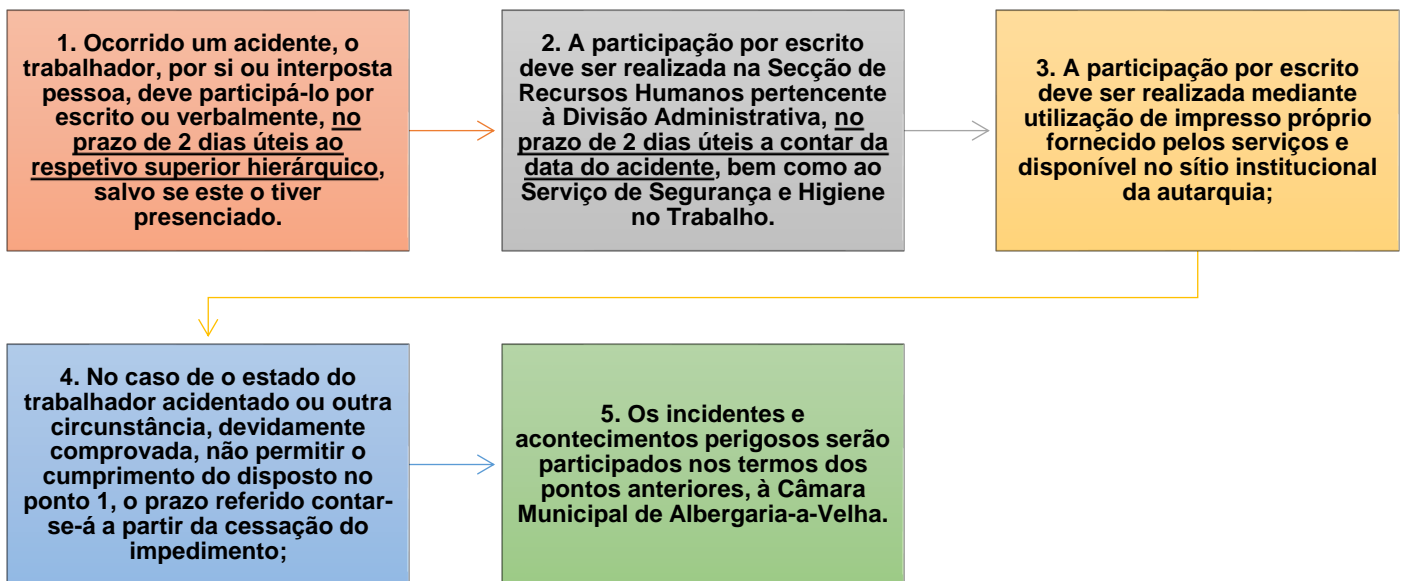 1. Ocorrido um acidente, o
trabalhador, por si ou interposta
pessoa, deve participá-lo por
escrito ou verbalmente, no
prazo de 2 dias úteis ao
respetivo superior hierárquico,
salvo se este o tiver
presenciado.
2. A participação por escrito
deve ser realizada na Secção de
Recursos Humanos pertencente
à Divisão Administrativa, no
prazo de 2 dias úteis a contar da
data do acidente, bem como ao
Serviço de Segurança e Higiene
no Trabalho.
3. A participação por escrito
deve ser realizada mediante
utilização de impresso próprio
fornecido pelos serviços e
disponível no sítio institucional
da autarquia;
4. No caso de o estado do
trabalhador acidentado ou outra
circunstância, devidamente
comprovada, não permitir o
cumprimento do disposto no
ponto 1, o prazo referido contar-
se-á a partir da cessação do
impedimento;
5. Os incidentes e
acontecimentos perigosos serão
participados nos termos dos
pontos anteriores, à Câmara
Municipal de Albergaria-a-Velha.